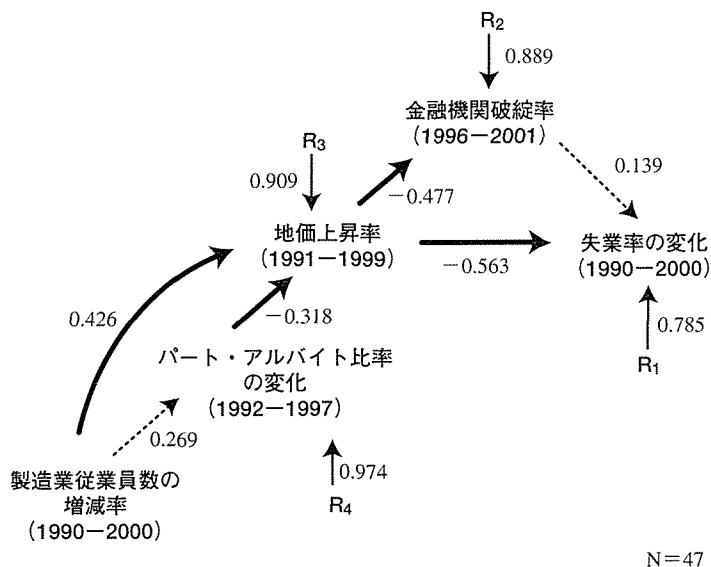 R2
0.889
金融機関破綻率
(1996－2001)
R3
0.909
－0.477
0.139
地価上昇率
(1991－1999)
失業率の変化
(1990－2000)
－0.563
0.426
－0.318
0.785
R1
パート・アルバイト比率
の変化
(1992－1997)
0.269
0.974
R4
製造業従業員数の
増減率
(1990－2000)
N＝47